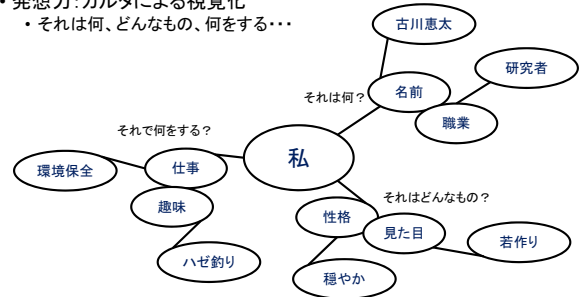 • 発想力:カルタによる視覚化
• それは何、どんなもの、何をする・・・
古川恵太
研究者
それは何?
名前
職業
それで何をする?
私
環境保全
仕事
それはどんなもの?
趣味
性格
見た目
若作り
ハゼ釣り
穏やか